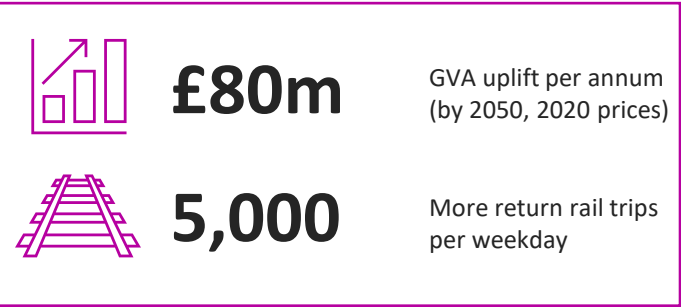 £80m
GVA uplift per annum
(by 2050, 2020 prices)
5,000
More return rail trips
per weekday